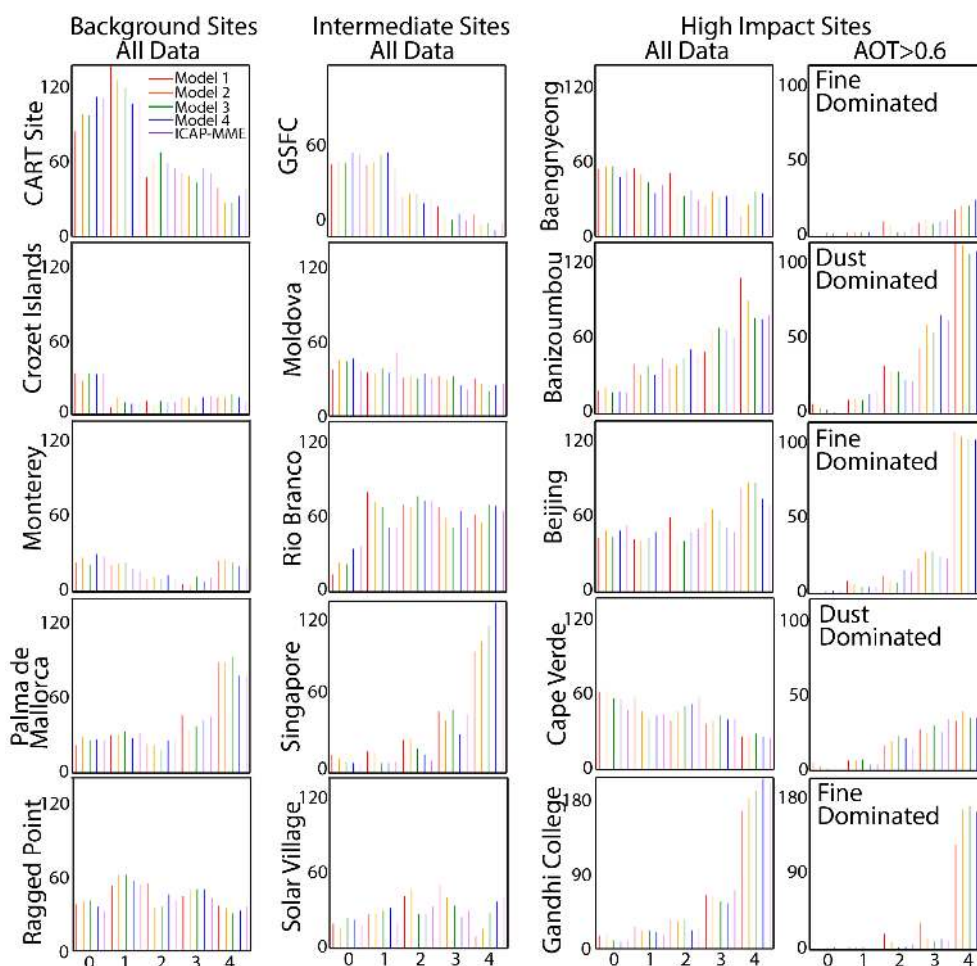 Background Sites
All Data
Intermediate Sites
All Data
High Impact Sites
All Data
AOT>0.6
CART Site
120
60
0
Model 1
Model 2
Model 3
Model 4
ICAP-MME
GSFC
60
0
Baengnyeong
120
60
0
100
50
0
Fine
Dominated
Crozet Islands
120
60
0
Moldova
120
60
0
Banizoumbou
120
60
0
100
50
0
Dust
Dominated
Monterey
120
60
0
Rio Branco
120
60
0
Beijing
120
60
0
100
50
0
Fine
Dominated
Palma de
Mallorca
120
60
0
Singapore
120
60
0
Cape Verde
120
60
0
100
50
0
Dust
Dominated
Ragged Point
120
60
0
Solar Village
120
60
0
Gandhi College
180
90
0
180
90
0
Fine
Dominated
0 1 2 3 4
0 1 2 3 4
0 1 2 3 4
0 1 2 3 4